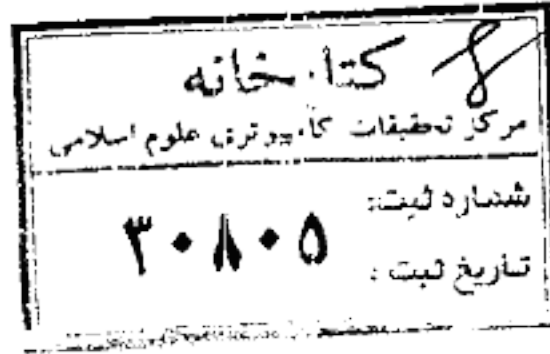 کتابخانه
مرکز تحقیقات کامپیوتری علوم اسلامی
شماره ثبت:
۳۰۸۰۵
تاریخ ثبت :